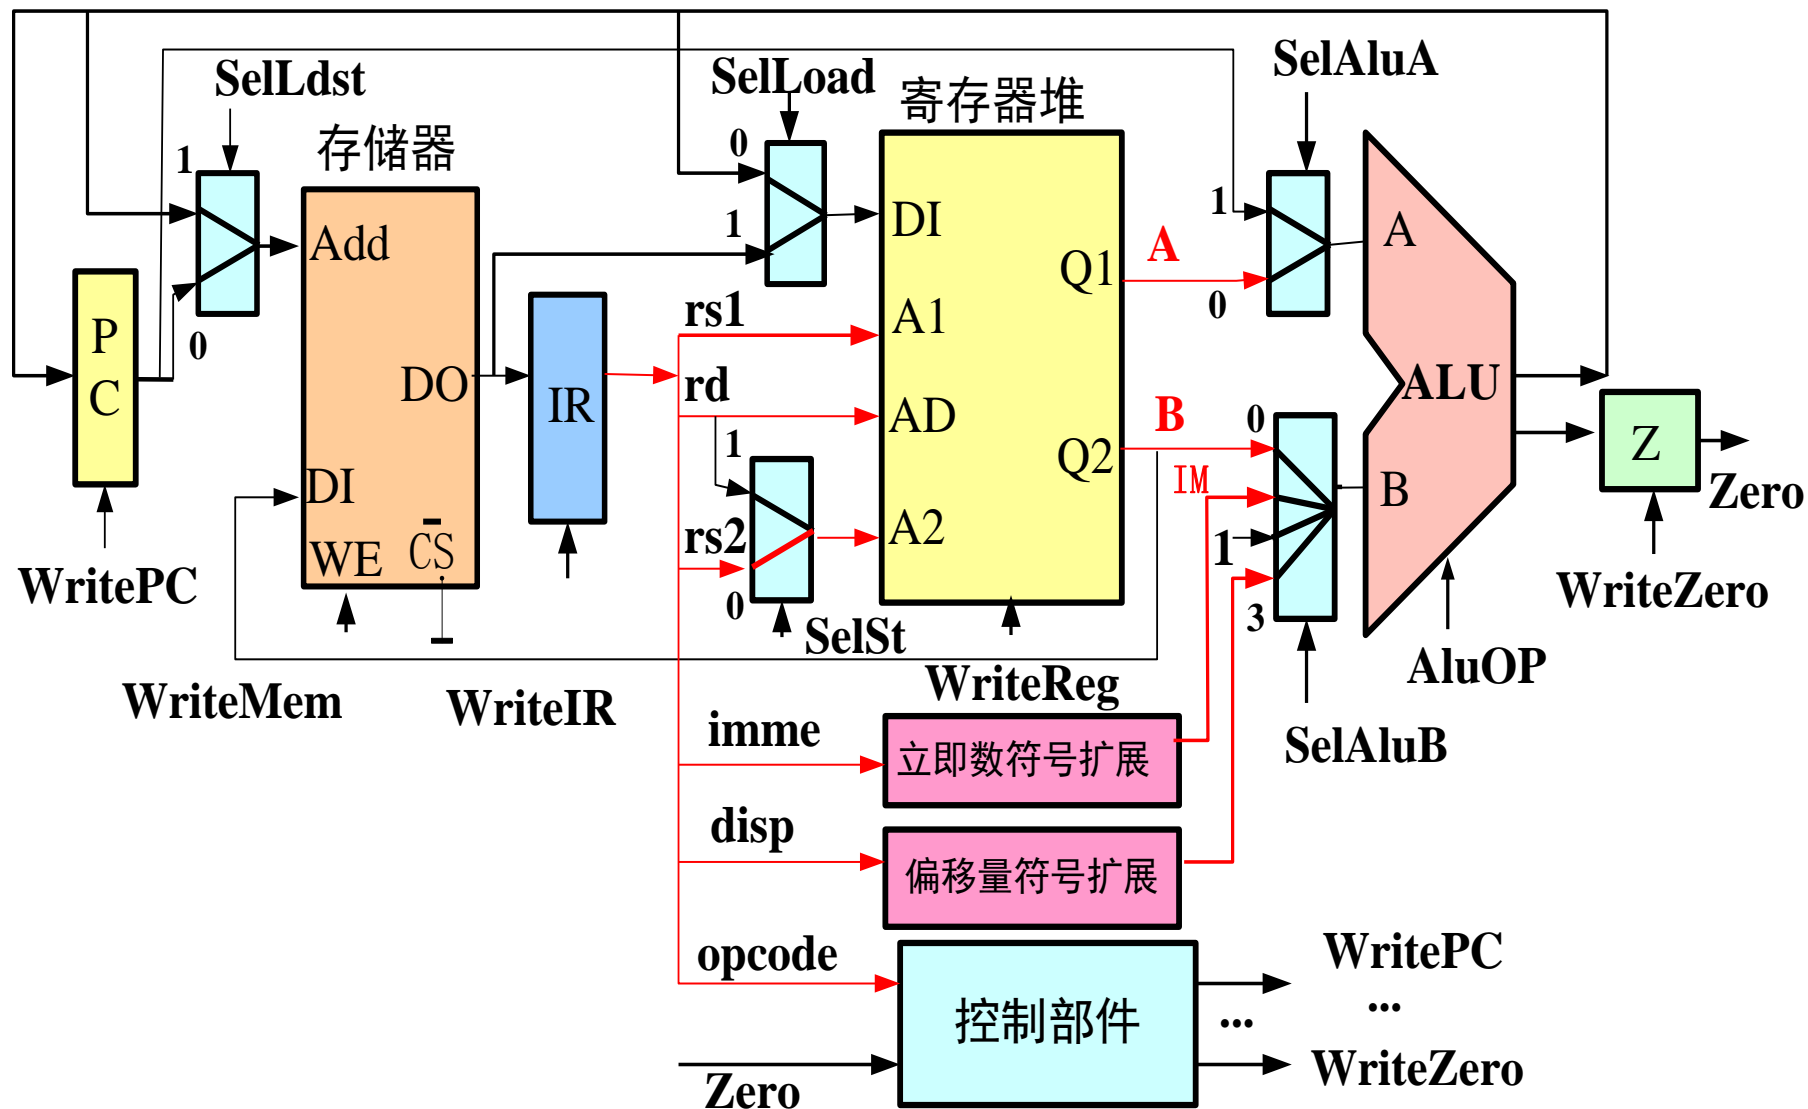 SelLdst
SelLoad
寄存器堆
SelAluA
存储器
1
0
DI
1
Add
1
A
Q1
A
0
P
C
0
rs1
A1
DO
IR
rd
AD
ALU
B
0
Q2
Z
Zero
1
IM
B
DI
rs2
A2
1
WE
CS
WritePC
0
SelSt
3
WriteZero
AluOP
WriteMem
WriteIR
WriteReg
imme
立即数符号扩展
SelAluB
disp
偏移量符号扩展
opcode
控制部件
WritePC
...
...
WriteZero
Zero